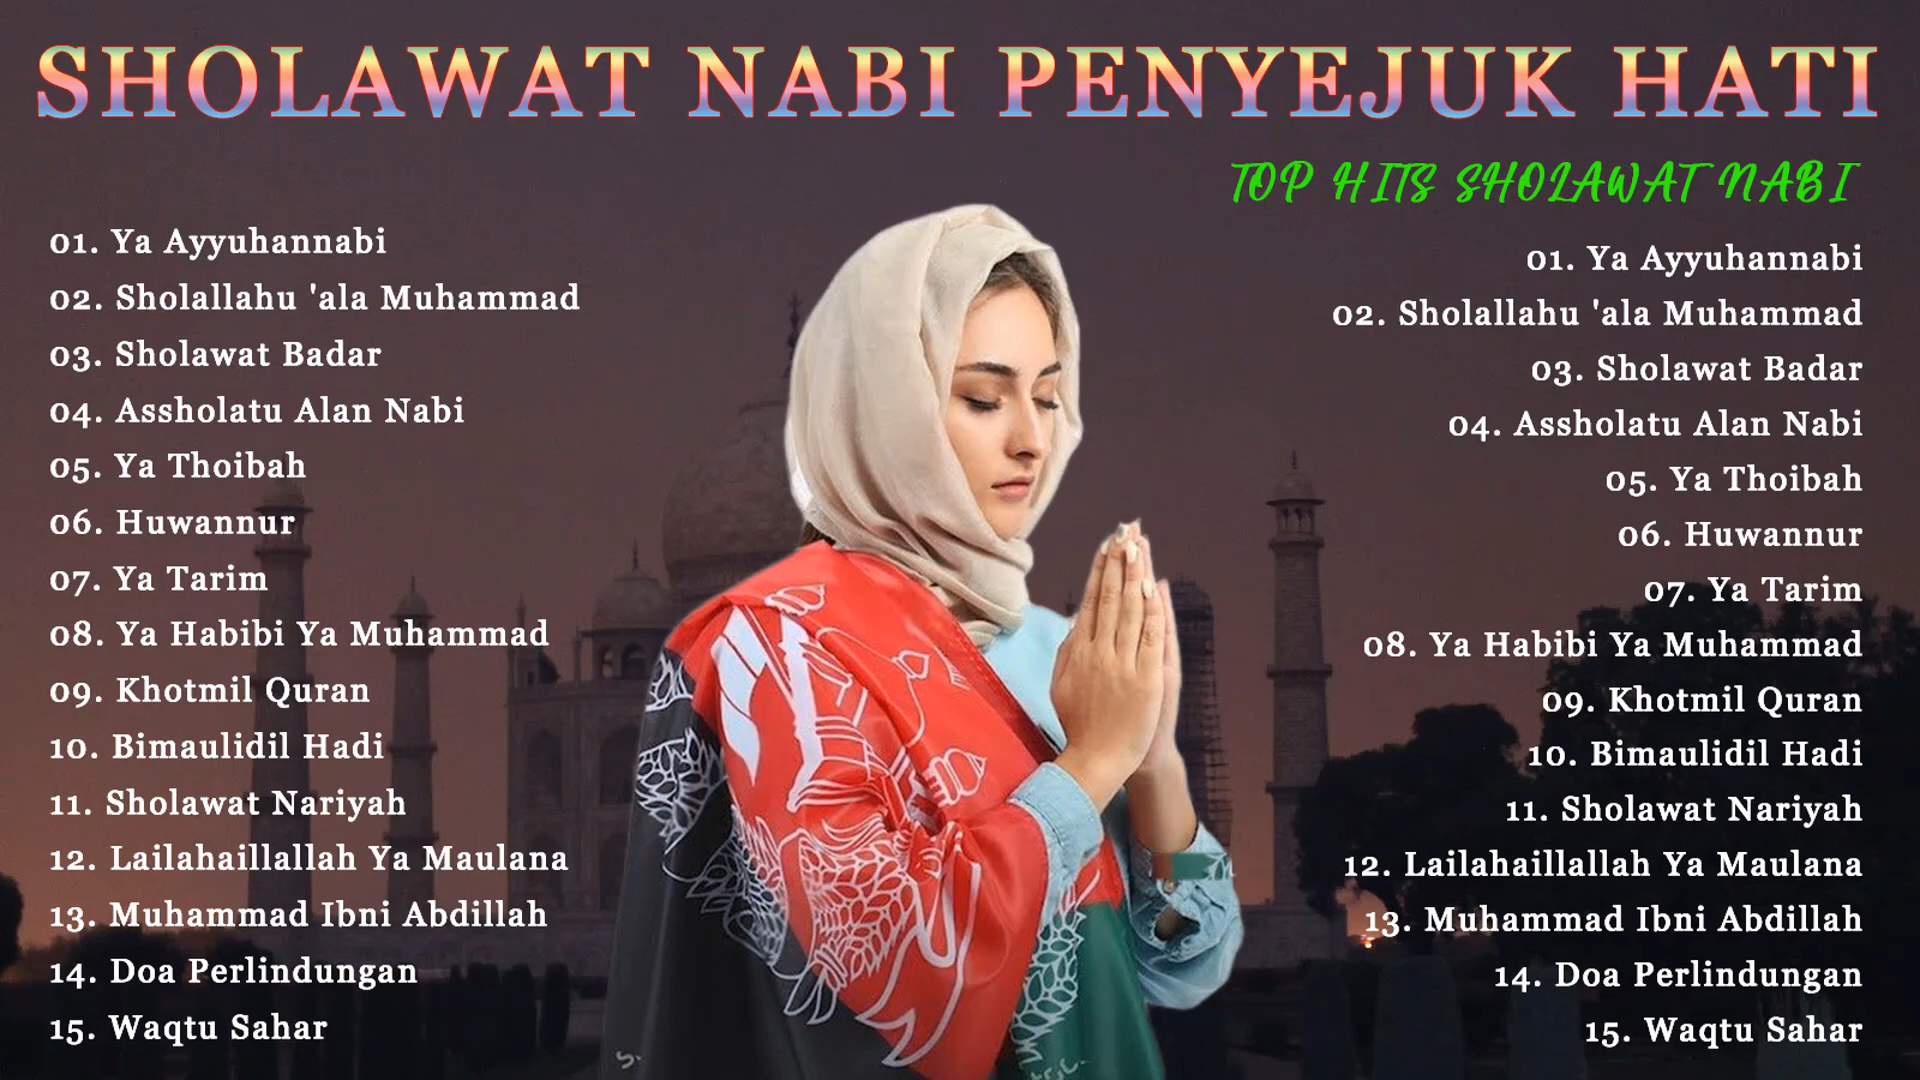 SHOLAWAT NABI PENYEJUK HATI
TOP HITS SHOLAWAT NABI
01. Ya Ayyuhannabi
02. Sholallahu 'ala Muhammad
03. Sholawat Badar
04. Assholatu Alan Nabi
05. Ya Thoibah
06. Huwannur
07. Ya Tarim
08. Ya Habibi Ya Muhammad
09. Khotmil Quran
10. Bimaulidil Hadi
11. Sholawat Nariyah
12. Lailahaillallah Ya Maulana
13. Muhammad Ibni Abdillah
14. Doa Perlindungan
15. Waqtu Sahar
01. Ya Ayyuhannabi
02. Sholallahu 'ala Muhammad
03. Sholawat Badar
04. Assholatu Alan Nabi
05. Ya Thoibah
06. Huwannur
07. Ya Tarim
08. Ya Habibi Ya Muhammad
09. Khotmil Quran
10. Bimaulidil Hadi
11. Sholawat Nariyah
12. Lailahaillallah Ya Maulana
13. Muhammad Ibni Abdillah
14. Doa Perlindungan
15. Waqtu Sahar